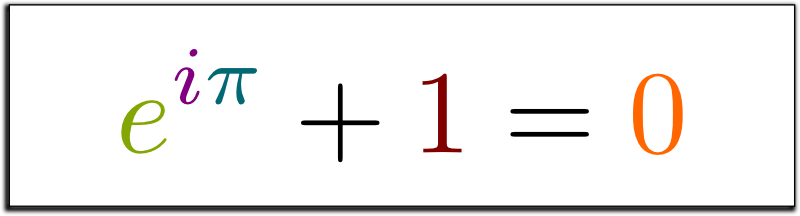 e^{iπ} + 1 = 0